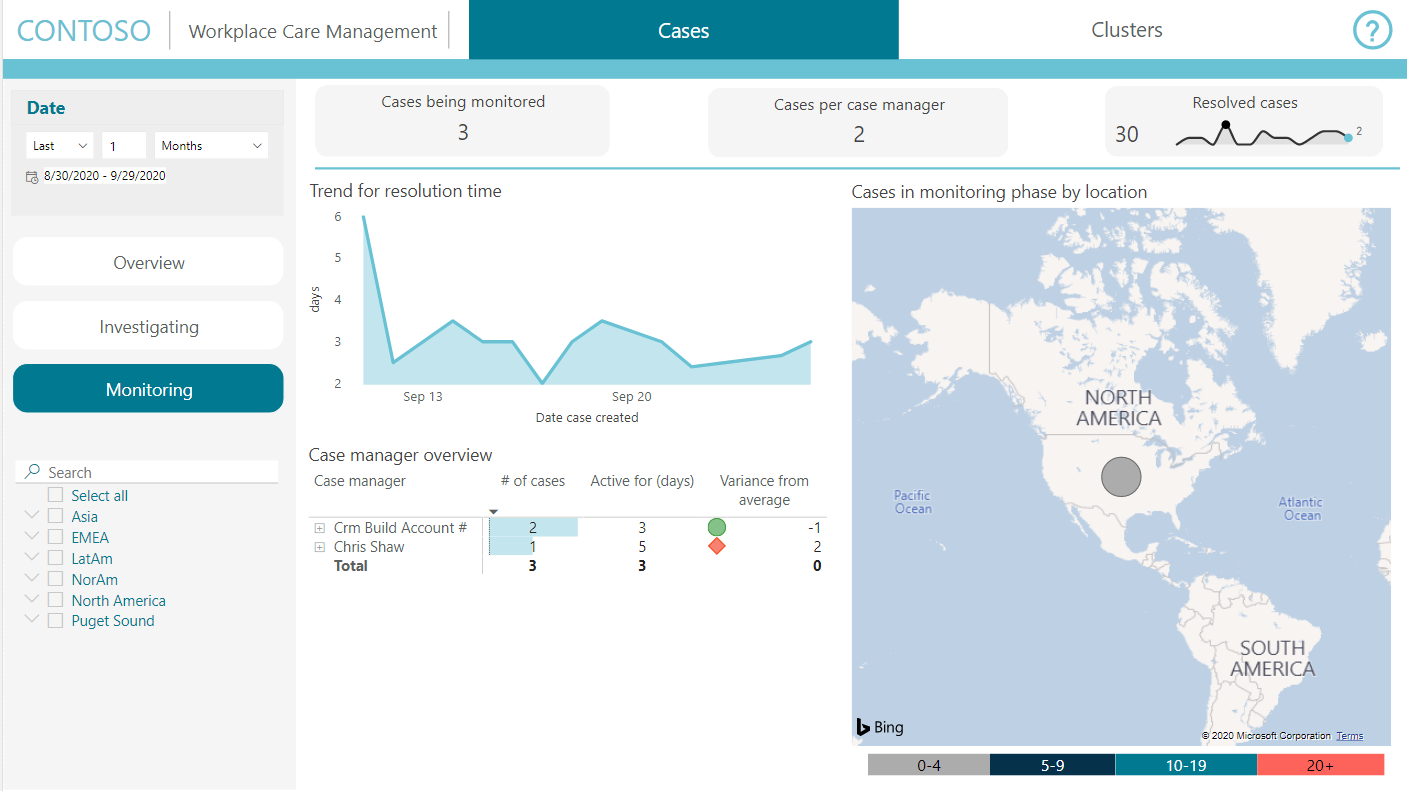 CONTOSO
Workplace Care Management
Cases
Clusters
?
Date
Last
1
Months
8/30/2020 - 9/29/2020
Overview
Investigating
Monitoring
Search
Select all
Asia
EMEA
LatAm
NorAm
North America
Puget Sound
Cases being monitored
3
Cases per case manager
2
Resolved cases
30
2
Trend for resolution time
6
5
4
3
2
days
Sep 13
Sep 20
Date case created
Case manager overview
Case manager # of cases Active for (days) Variance from
average
Crm Build Account # 2 3 -1
Chris Shaw 1 5 2
Total 3 3 0
Cases in monitoring phase by location
NORTH
AMERICA
Pacific
Ocean
Atlantic
Ocean
SOUTH
AMERICA
Bing
© 2020 Microsoft Corporation Terms
0-4 5-9 10-19 20+